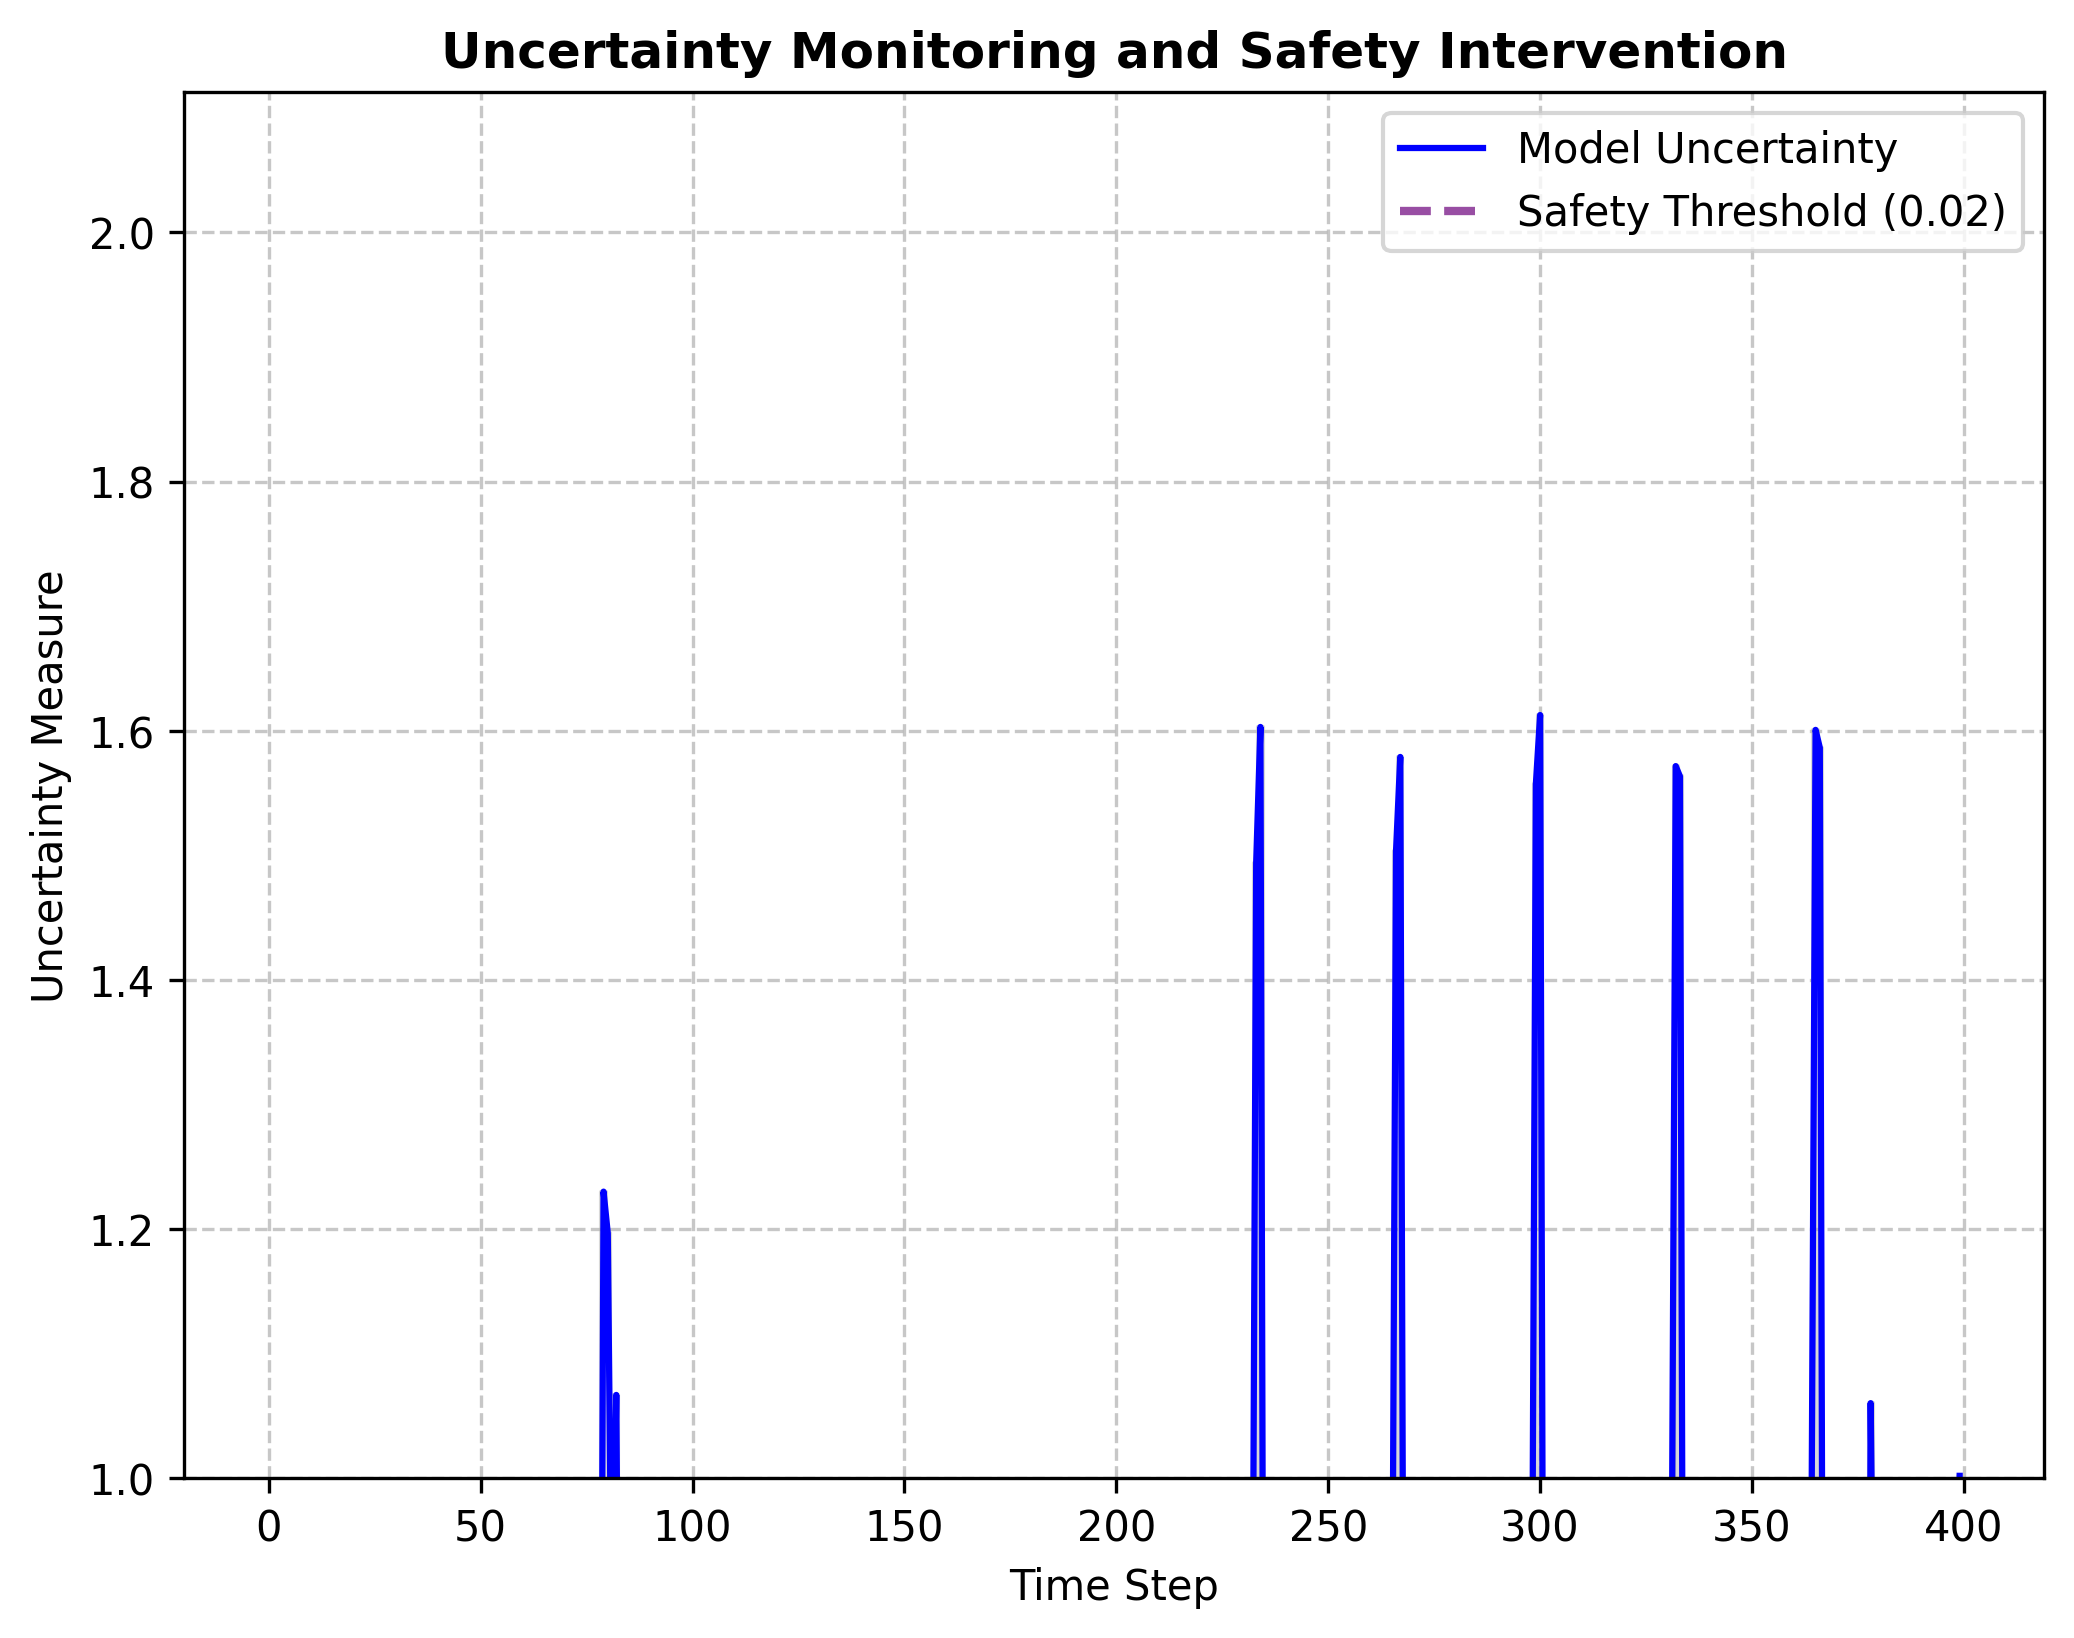 Uncertainty Monitoring and Safety Intervention
Model Uncertainty
Safety Threshold (0.02)
Uncertainty Measure
2.0
1.8
1.6
1.4
1.2
1.0
0 50 100 150 200 250 300 350 400
Time Step